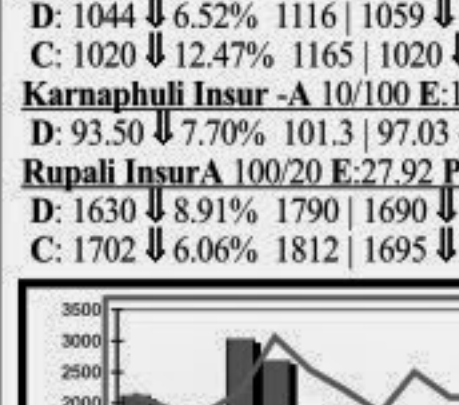 D: 1044 ⇓ 6.52% 1116 | 1059 ⇓
C: 1020 ⇓ 12.47% 1165 | 1020
Karnaphuli Insur -A 10/100 E:1
D: 93.50 ⇓ 7.70% 101.3 | 97.03
Rupali InsurA 100/20 E:27.92 P
D: 1630 ⇓ 8.91% 1790 | 1690 ⇓
C: 1702 ⇓ 6.06% 1812 | 1695 ⇓
3500
3000
2500
2000